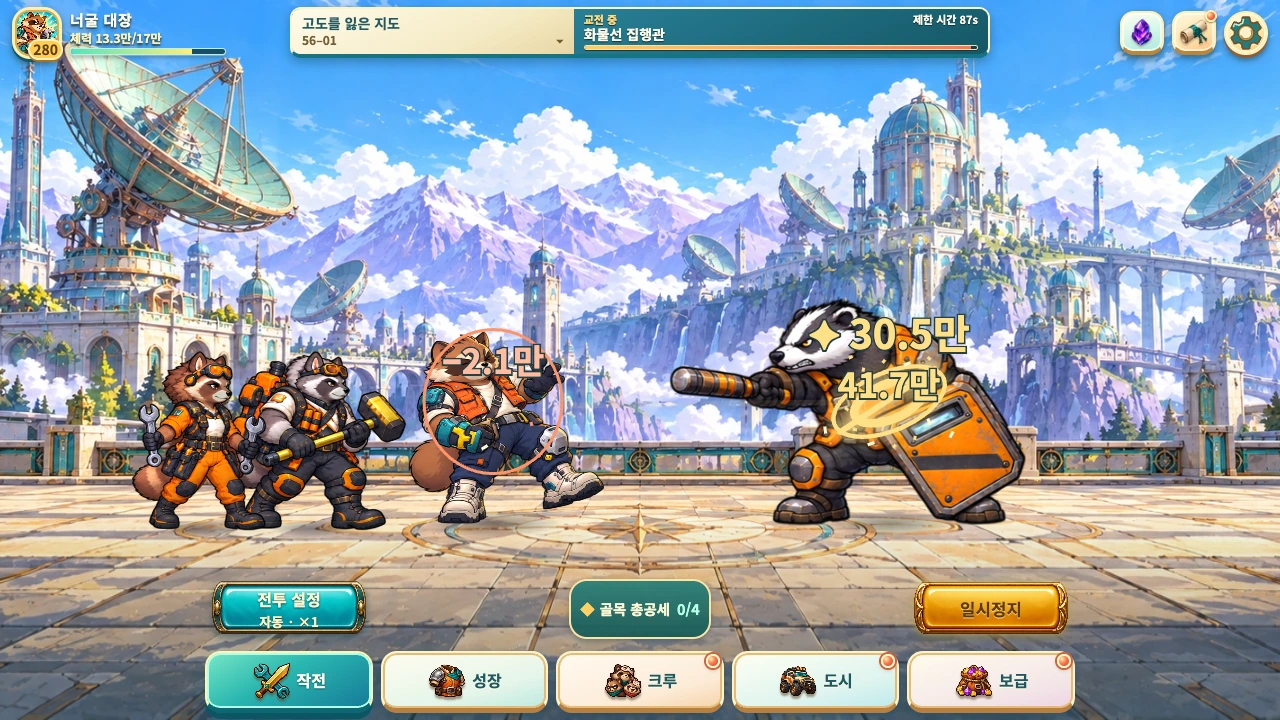 너굴 대장
체력 13.3만/17만
280
고도를 잃은 지도
56-01
교전 중
제한 시간 87s
화물선 집행관
-2.1만
30.5만
41.7만
전투 설정
자동 · ×1
골목 총공세 0/4
일시정지
작전
성장
크루
도시
보급